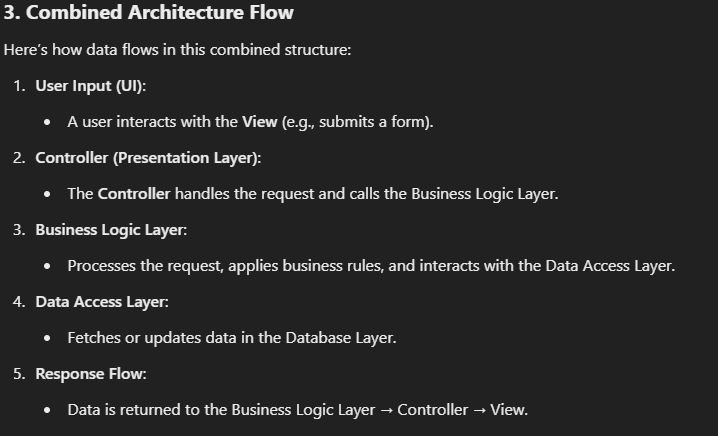 3. Combined Architecture Flow
Here's how data flows in this combined structure:
1. User Input (UI):
• A user interacts with the View (e.g., submits a form).
2. Controller (Presentation Layer):
• The Controller handles the request and calls the Business Logic Layer.
3. Business Logic Layer:
• Processes the request, applies business rules, and interacts with the Data Access Layer.
4. Data Access Layer:
• Fetches or updates data in the Database Layer.
5. Response Flow:
• Data is returned to the Business Logic Layer → Controller → View.